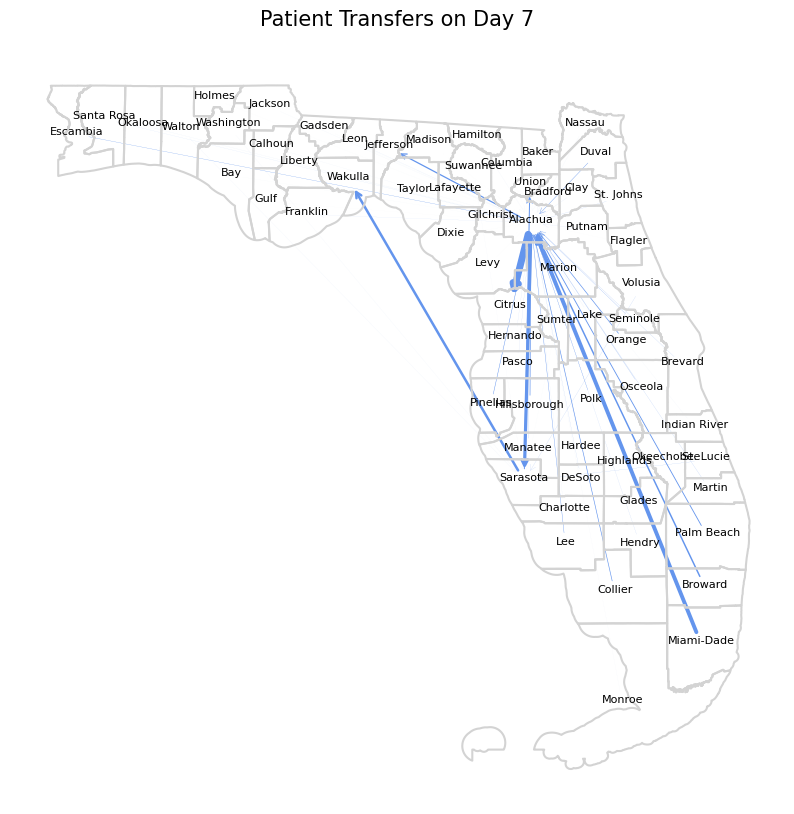 Patient Transfers on Day 7
Holmes
Jackson
Santa Rosa
Okaloosa
Walton
Washington
Escambia
Gadsden
Nassau
Leon
Jefferson
Madison
Hamilton
Calhoun
Baker
Duval
Liberty
Suwannee
Columbia
Bay
Wakulla
Union
Taylor
Lafayette
Bradford
Clay
St. Johns
Gulf
Franklin
Gilchrist
Alachua
Putnam
Dixie
Flagler
Levy
Marion
Volusia
Citrus
Sumter
Lake
Seminole
Hernando
Orange
Pasco
Brevard
Osceola
Pinellas
Hillsborough
Polk
Indian River
Manatee
Hardee
Highlands
Okeechobee
St. Lucie
Sarasota
DeSoto
Martin
Charlotte
Glades
Palm Beach
Lee
Hendry
Collier
Broward
Miami-Dade
Monroe